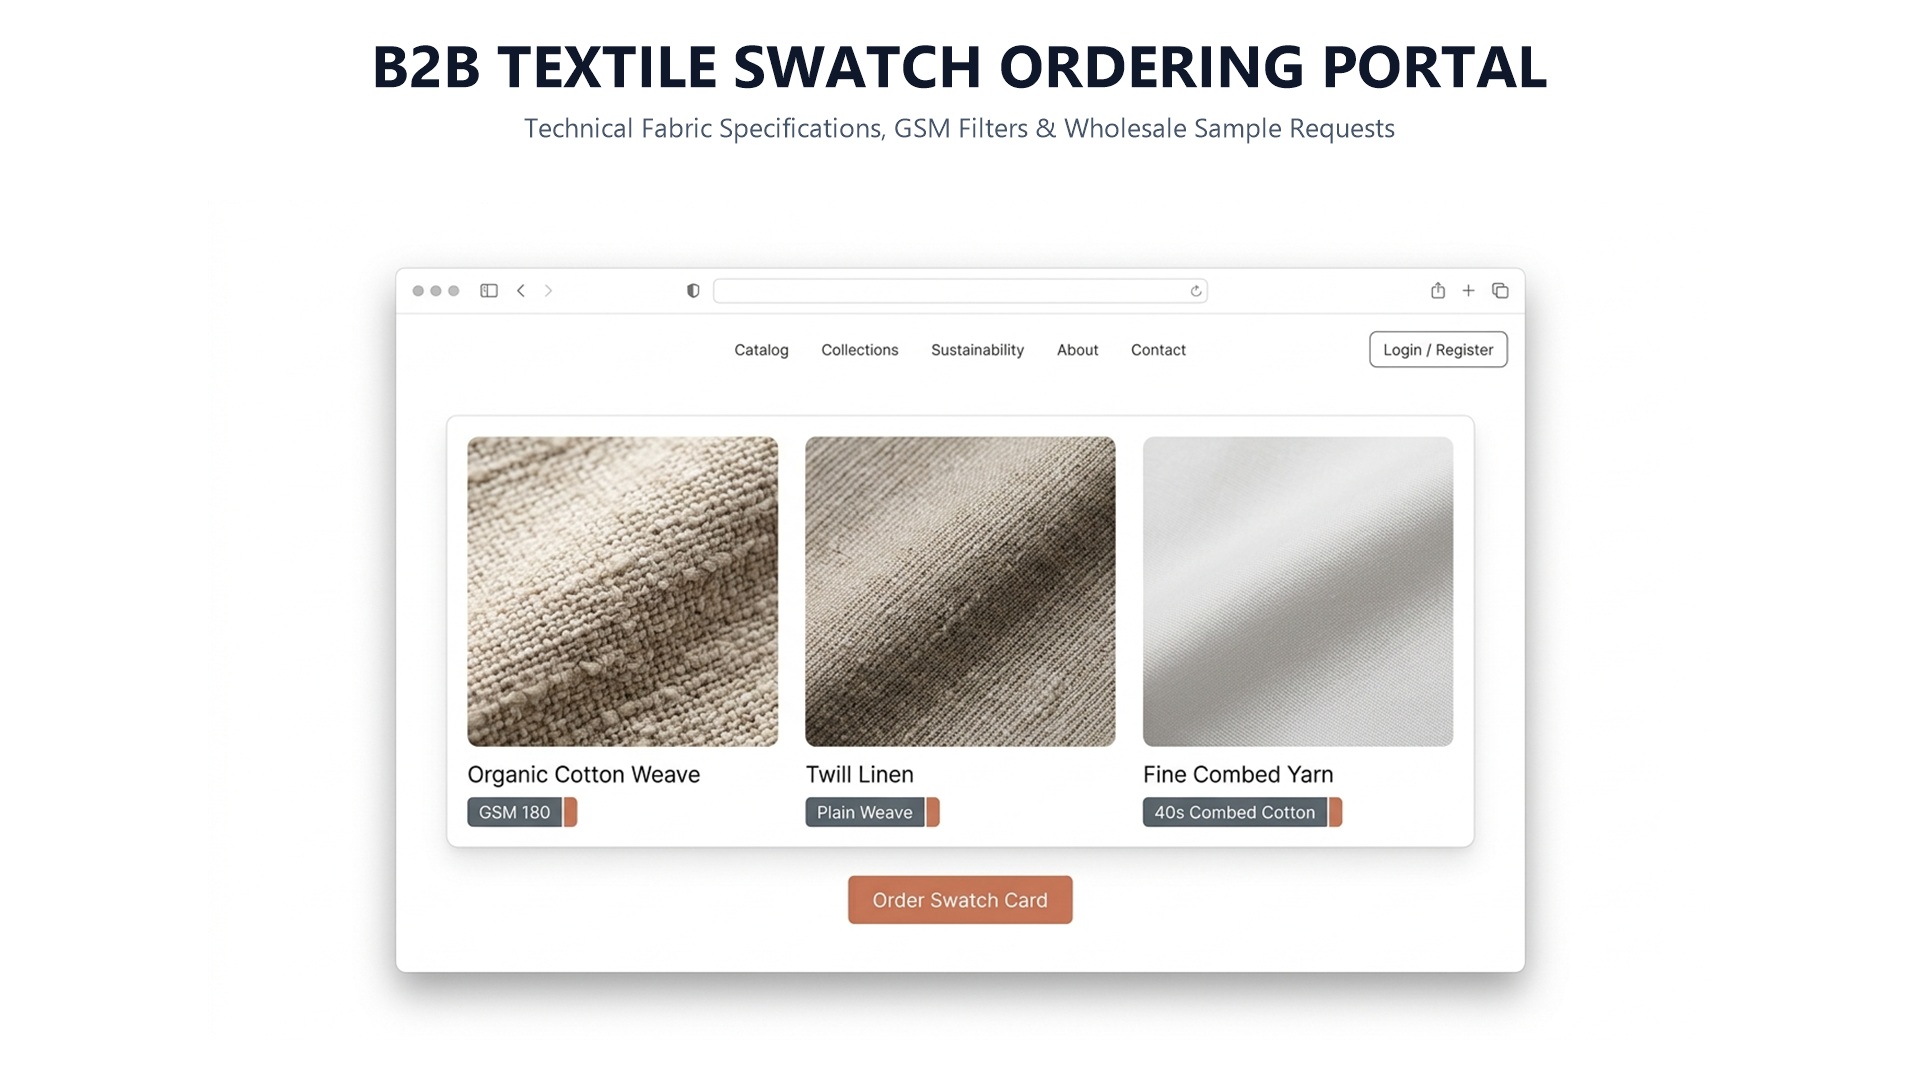 B2B TEXTILE SWATCH ORDERING PORTAL
Technical Fabric Specifications, GSM Filters & Wholesale Sample Requests
Catalog Collections Sustainability About Contact Login / Register
Organic Cotton Weave Twill Linen Fine Combed Yarn
GSM 180 Plain Weave 40s Combed Cotton
Order Swatch Card